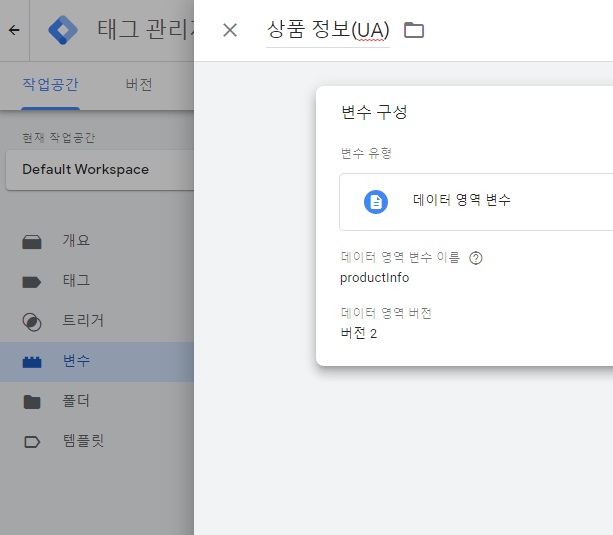 태그 관리자
상품 정보(UA)
작업공간
버전
현재 작업공간
Default Workspace
개요
태그
트리거
변수
폴더
템플릿
변수 구성
변수 유형
데이터 영역 변수
데이터 영역 변수 이름
productInfo
데이터 영역 버전
버전 2